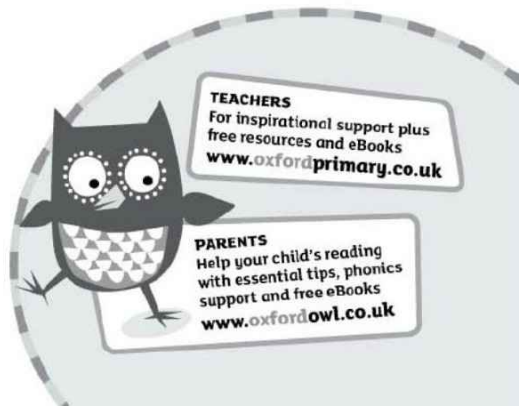 TEACHERS
For inspirational support plus
free resources and eBooks
www.oxfordprimary.co.uk
PARENTS
Help your child's reading
with essential tips, phonics
support and free eBooks
www.oxfordowl.co.uk